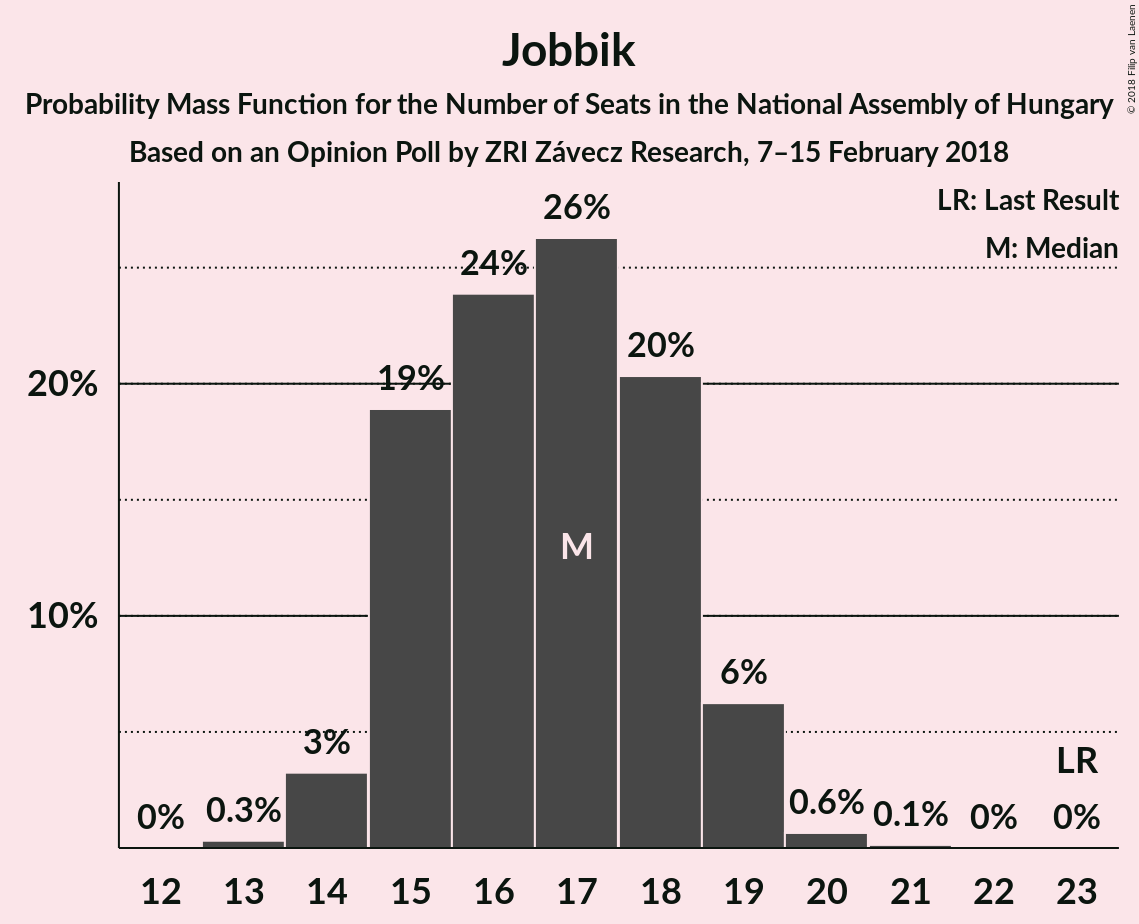 Jobbik
Probability Mass Function for the Number of Seats in the National Assembly of Hungary
Based on an Opinion Poll by ZRI Závecz Research, 7–15 February 2018
© 2018 Filip van Laenen
LR: Last Result
M: Median
26%
24%
20%
19%
20%
M
10%
6%
3%
LR
0%
0.3%
0.6%
0.1%
0%
0%
12 13 14 15 16 17 18 19 20 21 22 23